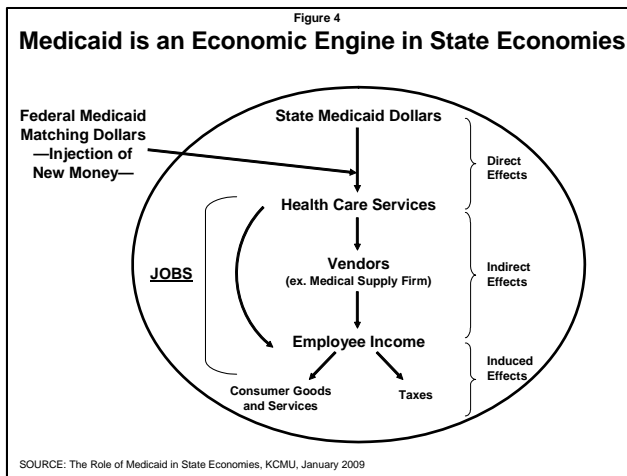 Figure 4
Medicaid is an Economic Engine in State Economies
Federal Medicaid
Matching Dollars
—Injection of
New Money—
State Medicaid Dollars
Direct
Effects
Health Care Services
JOBS
Vendors
(ex. Medical Supply Firm)
Indirect
Effects
Employee Income
Induced
Effects
Consumer Goods
and Services
Taxes
SOURCE: The Role of Medicaid in State Economies, KCMU, January 2009